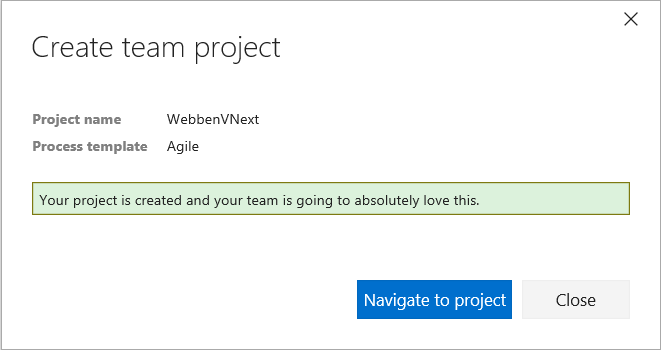 Create team project
Project name WebbenVNext
Process template Agile
Your project is created and your team is going to absolutely love this.
Navigate to project Close